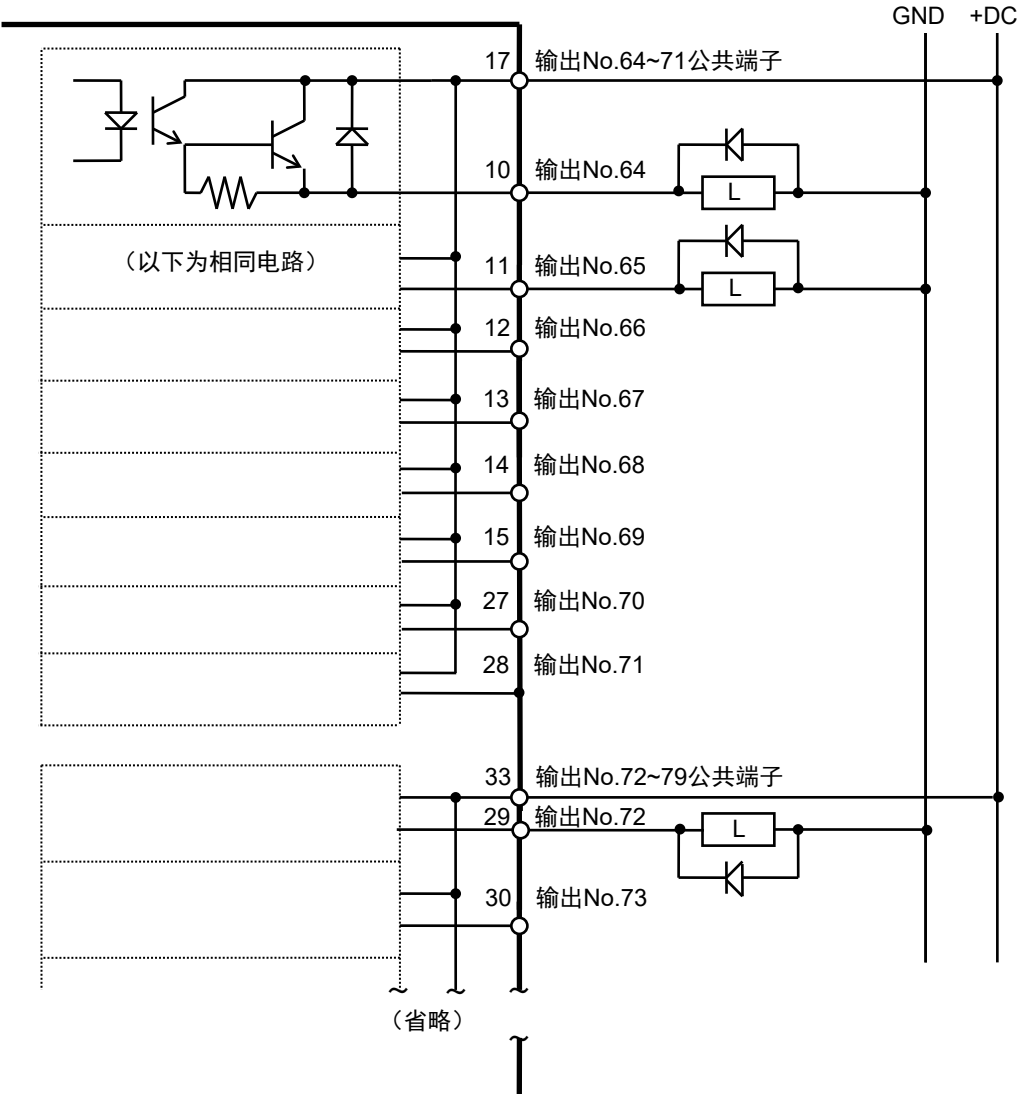 GND +DC
17 输出No.64~71公共端子
10 输出No.64
L
（以下为相同电路）
11 输出No.65
L
12 输出No.66
13 输出No.67
14 输出No.68
15 输出No.69
27 输出No.70
28 输出No.71
33 输出No.72~79公共端子
29 输出No.72
L
30 输出No.73
（省略）